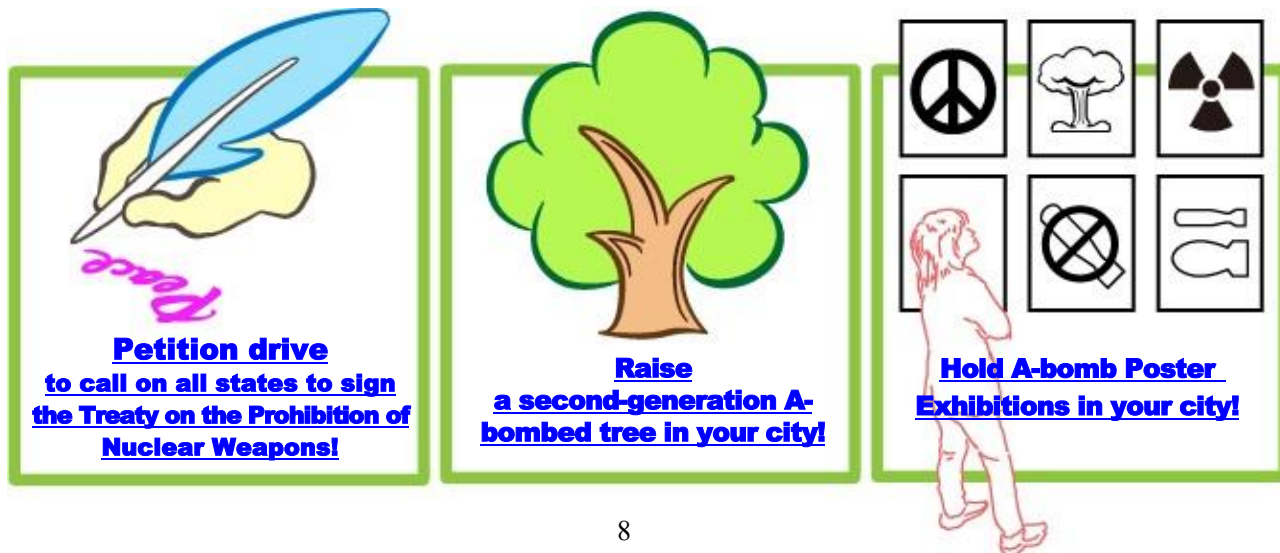 Peace
Petition drive
to call on all states to sign
the Treaty on the Prohibition of
Nuclear Weapons!
Raise
a second-generation A-
bombed tree in your city!
Hold A-bomb Poster
Exhibitions in your city!
8